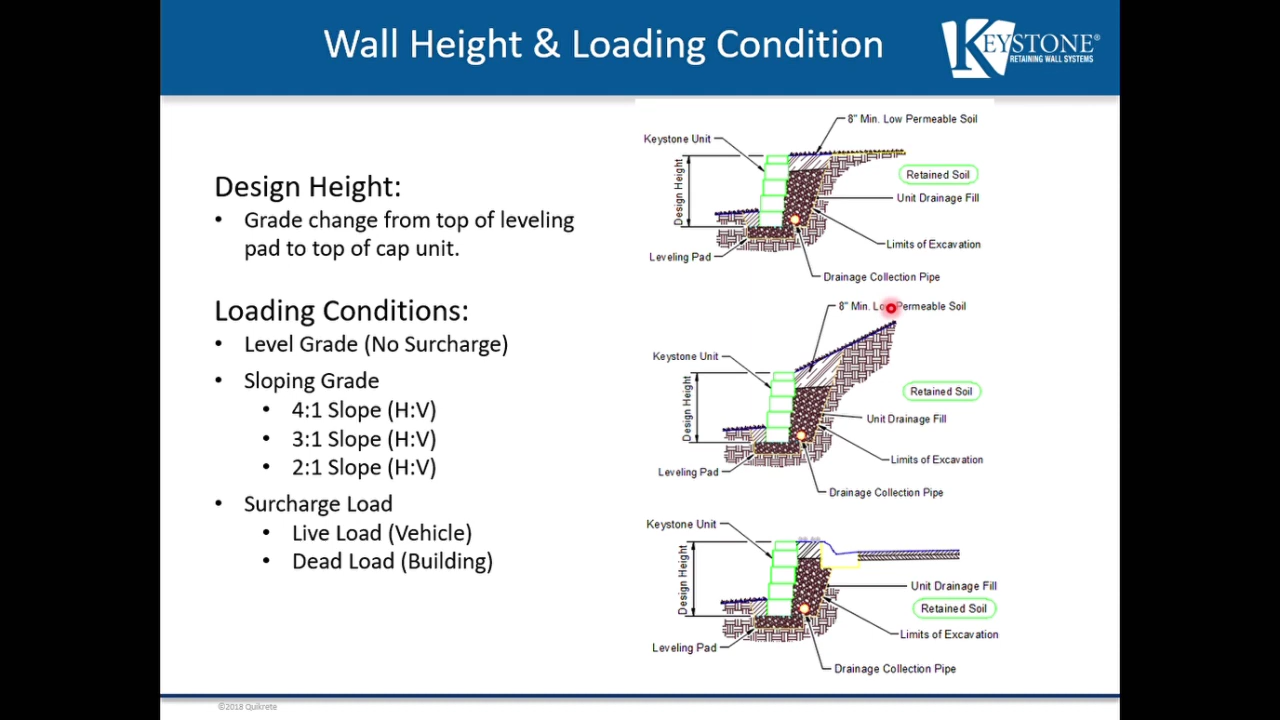 Wall Height & Loading Condition
KEYSTONE®
RETAINING WALL SYSTEMS
Design Height:
• Grade change from top of leveling
pad to top of cap unit.
Loading Conditions:
• Level Grade (No Surcharge)
• Sloping Grade
• 4:1 Slope (H:V)
• 3:1 Slope (H:V)
• 2:1 Slope (H:V)
• Surcharge Load
• Live Load (Vehicle)
• Dead Load (Building)
8" Min. Low Permeable Soil
Keystone Unit
Design Height
Retained Soil
Unit Drainage Fill
Limits of Excavation
Leveling Pad
Drainage Collection Pipe
8" Min. Low Permeable Soil
Keystone Unit
Design Height
Retained Soil
Unit Drainage Fill
Limits of Excavation
Leveling Pad
Drainage Collection Pipe
Keystone Unit
Design Height
Unit Drainage Fill
Retained Soil
Limits of Excavation
Leveling Pad
Drainage Collection Pipe
©2018 Quikrete